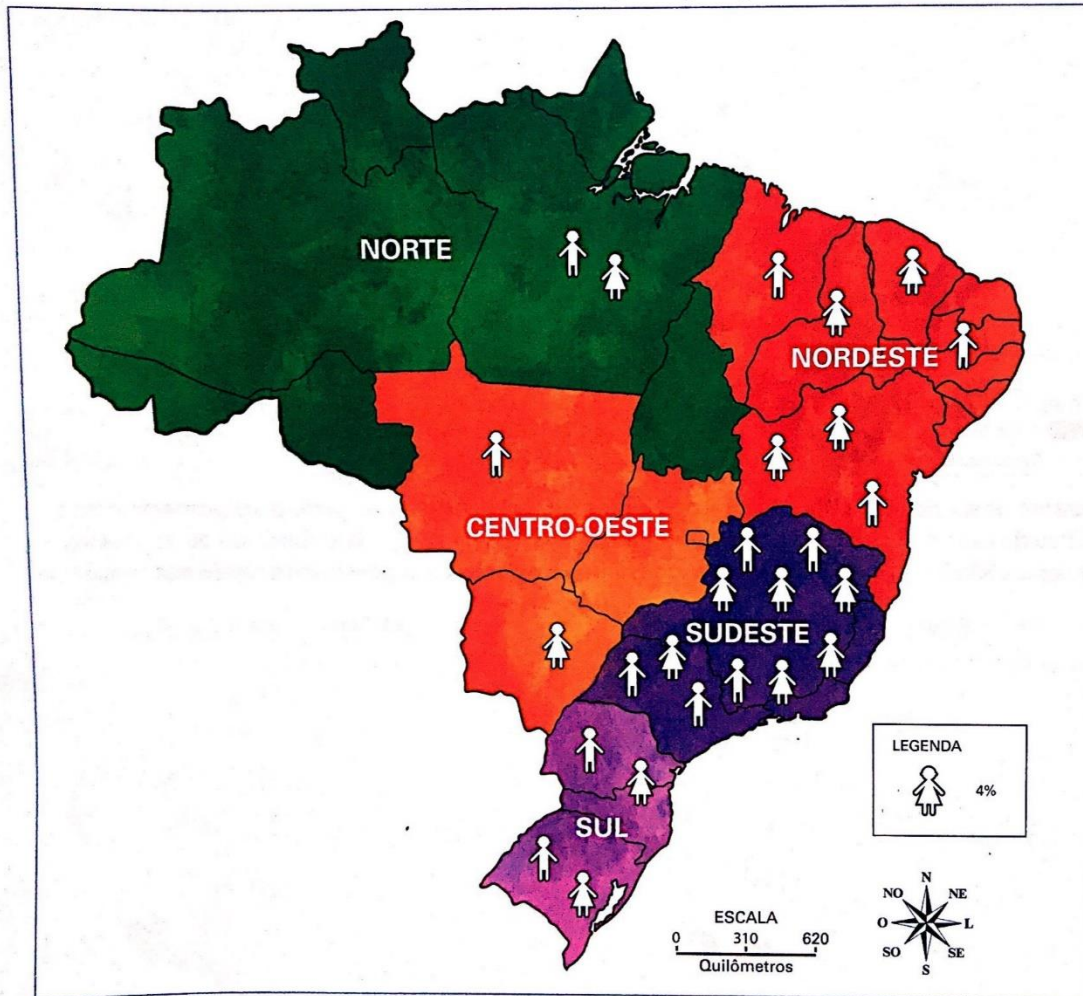 NORTE
NORDESTE
CENTRO-OESTE
SUDESTE
SUL
LEGENDA
4%
ESCALA
0 310 620
Quilômetros
N
NO NE
O L
SO SE
S